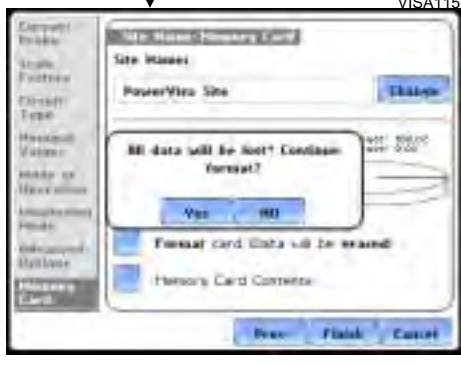 VISA115
Current
Probe
Scale
Factors
Circuit
Type
Nominal
Values
Mode of
Operation
Monitoring
Mode
Advanced
Options
Memory
Card
Site Name/Memory Card
Site Name:
PowerVisa Site
Change
All data will be lost! Continue
format?
Yes
NO
Format card (Data will be erased)
Memory Card Contents
Prev
Finish
Cancel